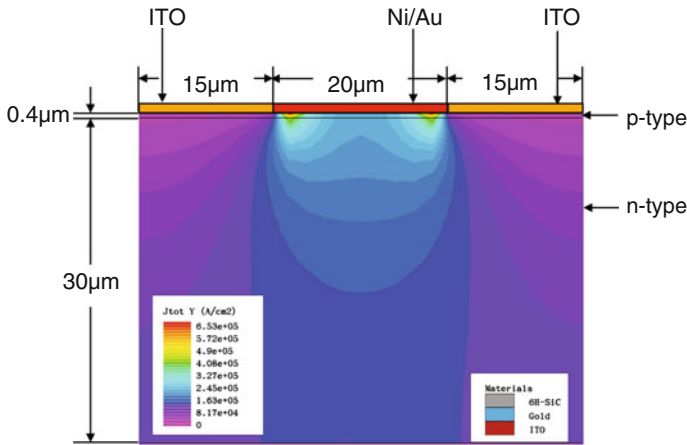 ITO
Ni/Au
ITO
15µm
20µm
15µm
0.4µm
p-type
n-type
30µm
Jtot Y (A/cm2)
6.53e+05
5.72e+05
4.9e+05
4.08e+05
3.27e+05
2.45e+05
1.63e+05
8.17e+04
0
Materials
6H-SiC
Gold
ITO